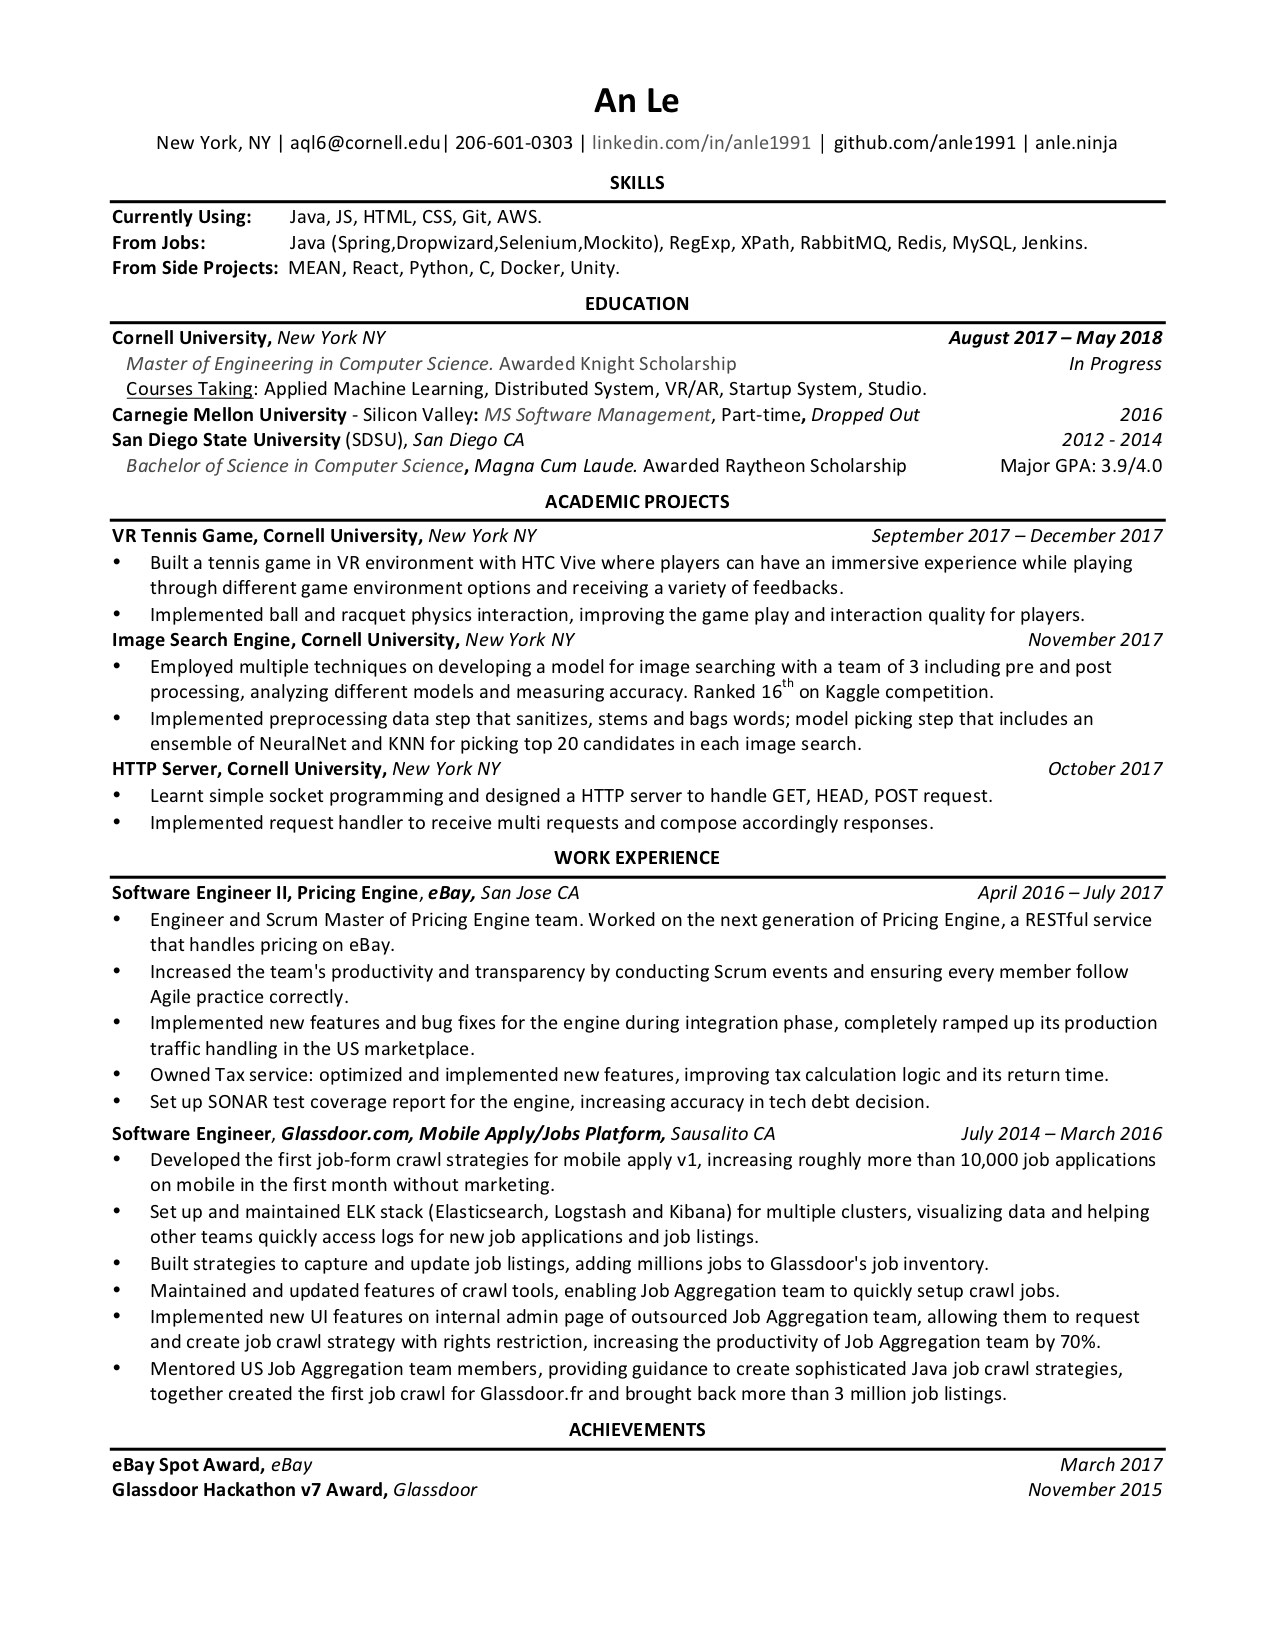 An Le
New York, NY | aql6@cornell.edu| 206-601-0303 | linkedin.com/in/anle1991 | github.com/anle1991 | anle.ninja
SKILLS
Currently Using: Java, JS, HTML, CSS, Git, AWS.
From Jobs: Java (Spring,Dropwizard,Selenium,Mockito), RegExp, XPath, RabbitMQ, Redis, MySQL, Jenkins.
From Side Projects: MEAN, React, Python, C, Docker, Unity.
EDUCATION
Cornell University, New York NY August 2017 – May 2018
Master of Engineering in Computer Science. Awarded Knight Scholarship In Progress
Courses Taking: Applied Machine Learning, Distributed System, VR/AR, Startup System, Studio.
Carnegie Mellon University - Silicon Valley: MS Software Management, Part-time, Dropped Out 2016
San Diego State University (SDSU), San Diego CA 2012 - 2014
Bachelor of Science in Computer Science, Magna Cum Laude. Awarded Raytheon Scholarship Major GPA: 3.9/4.0
ACADEMIC PROJECTS
VR Tennis Game, Cornell University, New York NY September 2017 – December 2017
• Built a tennis game in VR environment with HTC Vive where players can have an immersive experience while playing
through different game environment options and receiving a variety of feedbacks.
• Implemented ball and racquet physics interaction, improving the game play and interaction quality for players.
Image Search Engine, Cornell University, New York NY November 2017
• Employed multiple techniques on developing a model for image searching with a team of 3 including pre and post
processing, analyzing different models and measuring accuracy. Ranked 16th on Kaggle competition.
• Implemented preprocessing data step that sanitizes, stems and bags words; model picking step that includes an
ensemble of NeuralNet and KNN for picking top 20 candidates in each image search.
HTTP Server, Cornell University, New York NY October 2017
• Learnt simple socket programming and designed a HTTP server to handle GET, HEAD, POST request.
• Implemented request handler to receive multi requests and compose accordingly responses.
WORK EXPERIENCE
Software Engineer II, Pricing Engine, eBay, San Jose CA April 2016 – July 2017
• Engineer and Scrum Master of Pricing Engine team. Worked on the next generation of Pricing Engine, a RESTful service
that handles pricing on eBay.
• Increased the team's productivity and transparency by conducting Scrum events and ensuring every member follow
Agile practice correctly.
• Implemented new features and bug fixes for the engine during integration phase, completely ramped up its production
traffic handling in the US marketplace.
• Owned Tax service: optimized and implemented new features, improving tax calculation logic and its return time.
• Set up SONAR test coverage report for the engine, increasing accuracy in tech debt decision.
Software Engineer, Glassdoor.com, Mobile Apply/Jobs Platform, Sausalito CA July 2014 – March 2016
• Developed the first job-form crawl strategies for mobile apply v1, increasing roughly more than 10,000 job applications
on mobile in the first month without marketing.
• Set up and maintained ELK stack (Elasticsearch, Logstash and Kibana) for multiple clusters, visualizing data and helping
other teams quickly access logs for new job applications and job listings.
• Built strategies to capture and update job listings, adding millions jobs to Glassdoor's job inventory.
• Maintained and updated features of crawl tools, enabling Job Aggregation team to quickly setup crawl jobs.
• Implemented new UI features on internal admin page of outsourced Job Aggregation team, allowing them to request
and create job crawl strategy with rights restriction, increasing the productivity of Job Aggregation team by 70%.
• Mentored US Job Aggregation team members, providing guidance to create sophisticated Java job crawl strategies,
together created the first job crawl for Glassdoor.fr and brought back more than 3 million job listings.
ACHIEVEMENTS
eBay Spot Award, eBay March 2017
Glassdoor Hackathon v7 Award, Glassdoor November 2015